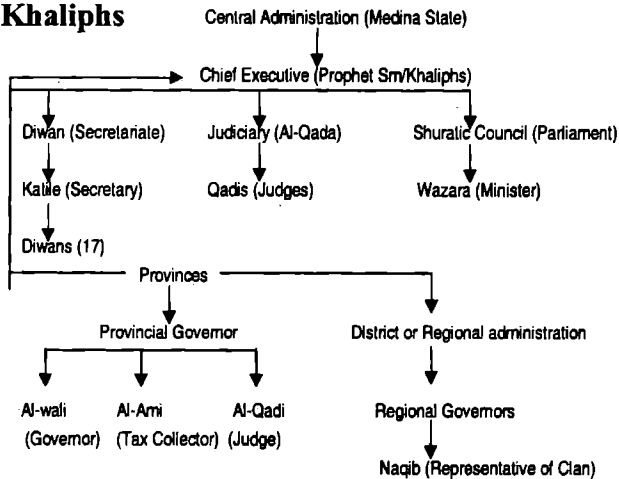 Khaliphs
Central Administration (Medina State)
Chief Executive (Prophet Sm/Khaliphs)
Diwan (Secretariate) Judiciary (Al-Qada) Shuratic Council (Parliament)
Katile (Secretary) Qadis (Judges) Wazara (Minister)
Diwans (17)
Provinces
Provincial Governor District or Regional administration
Al-wali Al-Ami Al-Qadi Regional Governors
(Governor) (Tax Collector) (Judge)
Naqib (Representative of Clan)